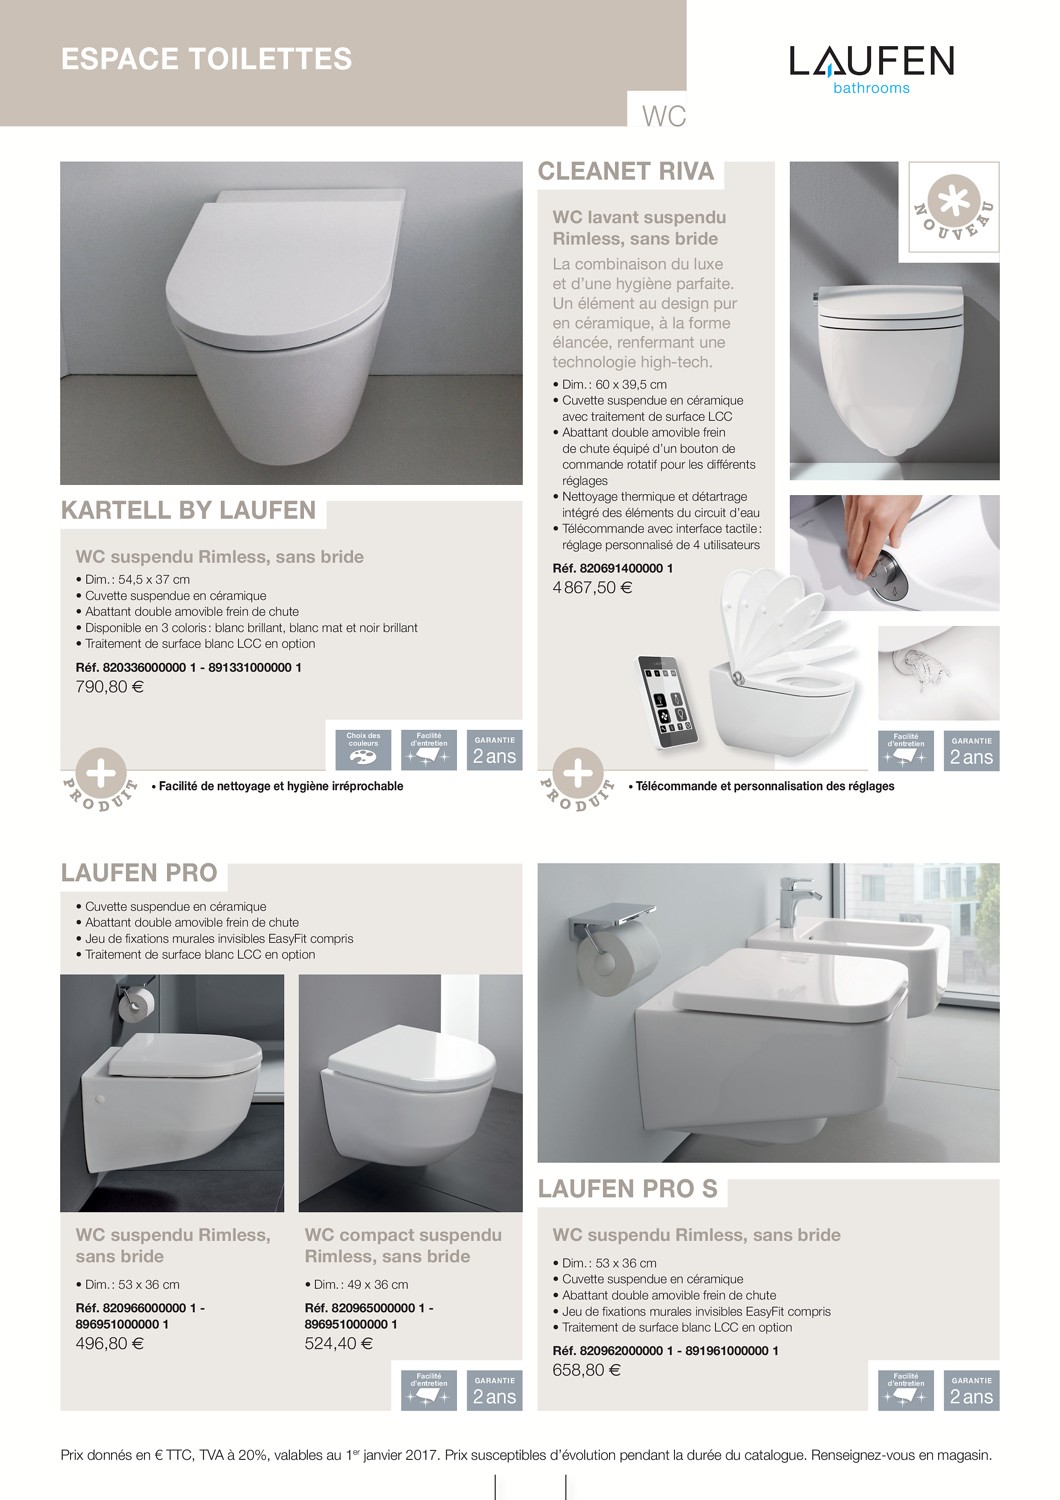 ESPACE TOILETTES
LAUFEN
bathrooms
WC
KARTELL BY LAUFEN
WC suspendu Rimless, sans bride
• Dim. : 54,5 x 37 cm
• Cuvette suspendue en céramique
• Abattant double amovible frein de chute
• Disponible en 3 coloris : blanc brillant, blanc mat et noir brillant
• Traitement de surface blanc LCC en option
Réf. 820336000000 1 - 891331000000 1
790,80 €
Choix des
couleurs
Facilité
d'entretien
GARANTIE
2 ans
PRODUIT
• Facilité de nettoyage et hygiène irréprochable
CLEANET RIVA
NOUVEAU
WC lavant suspendu
Rimless, sans bride
La combinaison du luxe
et d'une hygiène parfaite.
Un élément au design pur
en céramique, à la forme
élancée, renfermant une
technologie high-tech.
• Dim. : 60 x 39,5 cm
• Cuvette suspendue en céramique
avec traitement de surface LCC
• Abattant double amovible frein
de chute équipé d'un bouton de
commande rotatif pour les différents
réglages
• Nettoyage thermique et détartrage
intégré des éléments du circuit d'eau
• Télécommande avec interface tactile :
réglage personnalisé de 4 utilisateurs
Réf. 820691400000 1
4 867,50 €
Facilité
d'entretien
GARANTIE
2 ans
PRODUIT
• Télécommande et personnalisation des réglages
LAUFEN PRO
• Cuvette suspendue en céramique
• Abattant double amovible frein de chute
• Jeu de fixations murales invisibles EasyFit compris
• Traitement de surface blanc LCC en option
WC suspendu Rimless,
sans bride
• Dim. : 53 x 36 cm
Réf. 820966000000 1 -
896951000000 1
496,80 €
WC compact suspendu
Rimless, sans bride
• Dim. : 49 x 36 cm
Réf. 820965000000 1 -
896951000000 1
524,40 €
Facilité
d'entretien
GARANTIE
2 ans
LAUFEN PRO S
WC suspendu Rimless, sans bride
• Dim. : 53 x 36 cm
• Cuvette suspendue en céramique
• Abattant double amovible frein de chute
• Jeu de fixations murales invisibles EasyFit compris
• Traitement de surface blanc LCC en option
Réf. 820962000000 1 - 891961000000 1
658,80 €
Facilité
d'entretien
GARANTIE
2 ans
Prix donnés en € TTC, TVA à 20%, valables au 1er janvier 2017. Prix susceptibles d'évolution pendant la durée du catalogue. Renseignez-vous en magasin.